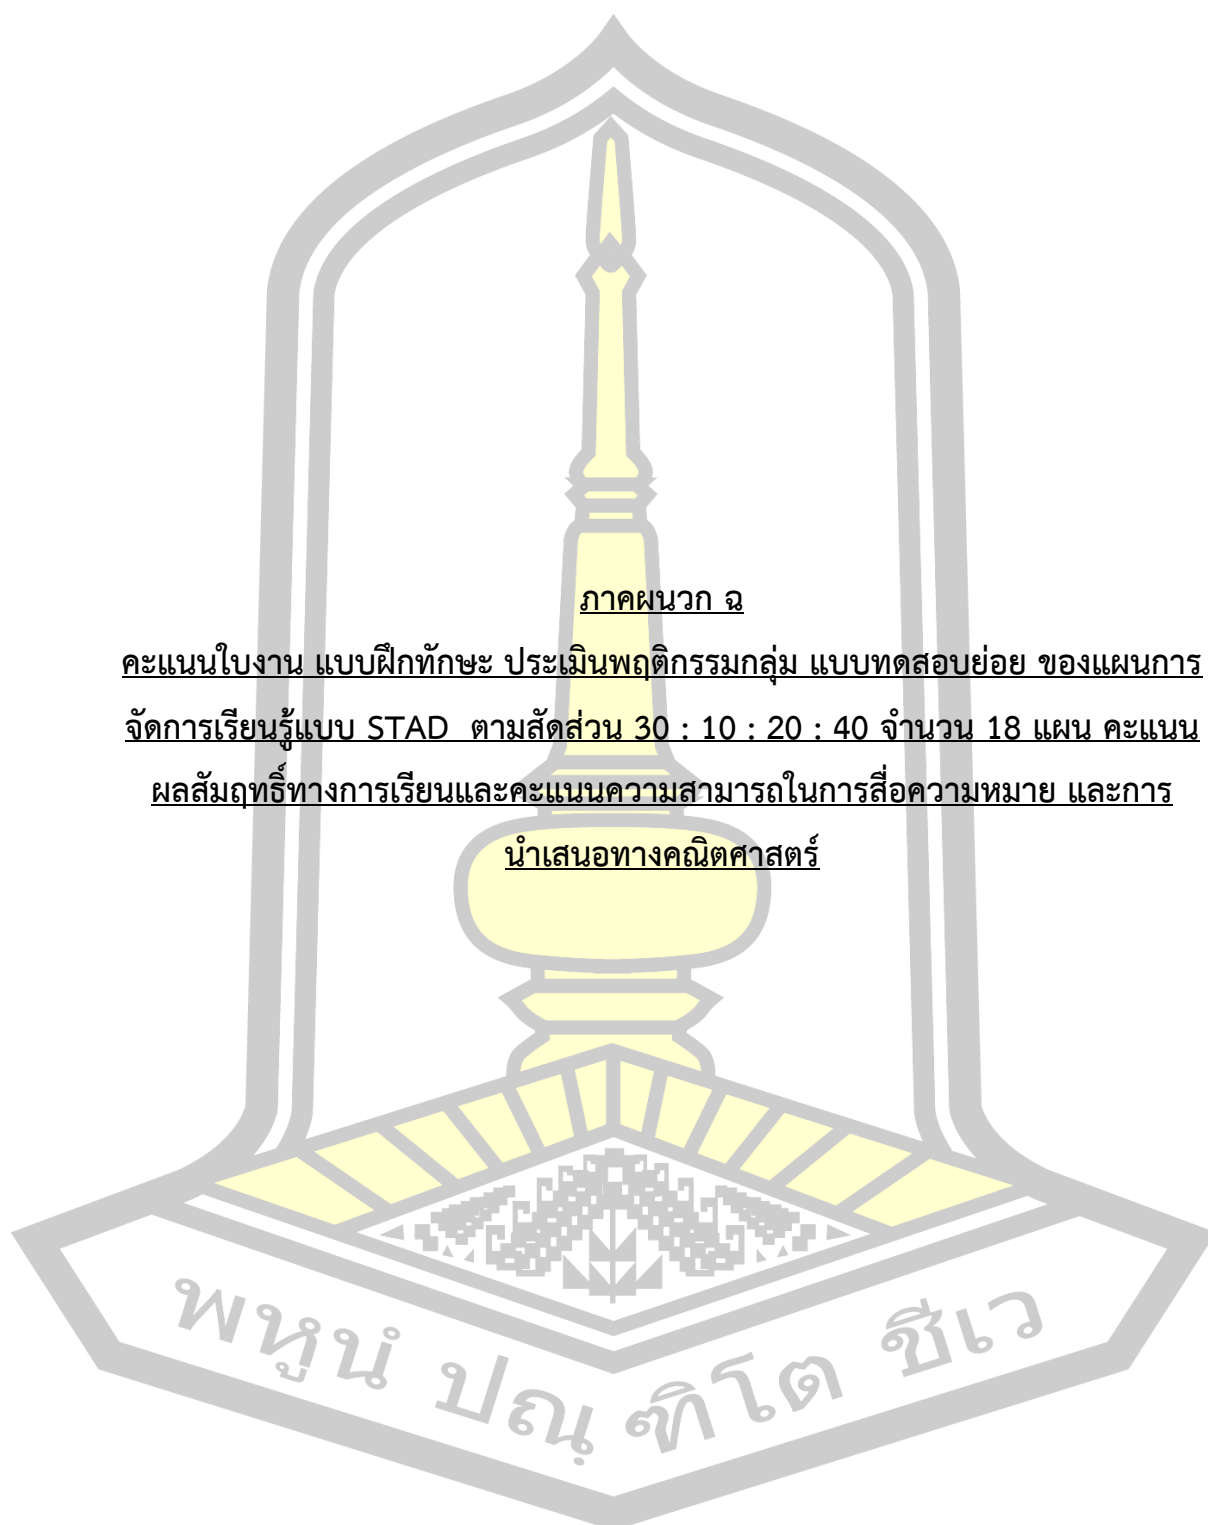 ภาคผนวก ฉ
คะแนนใบงาน แบบฝึกทักษะ ประเมินพฤติกรรมกลุ่ม แบบทดสอบย่อย ของแผนการ
จัดการเรียนรู้แบบ STAD ตามสัดส่วน 30 : 10 : 20 : 40 จำนวน 18 แผน คะแนน
ผลสัมฤทธิ์ทางการเรียนและคะแนนความสามารถในการสื่อความหมาย และการ
นำเสนอทางคณิตศาสตร์
พหูนํ ปณฺฑิโต ชีเว